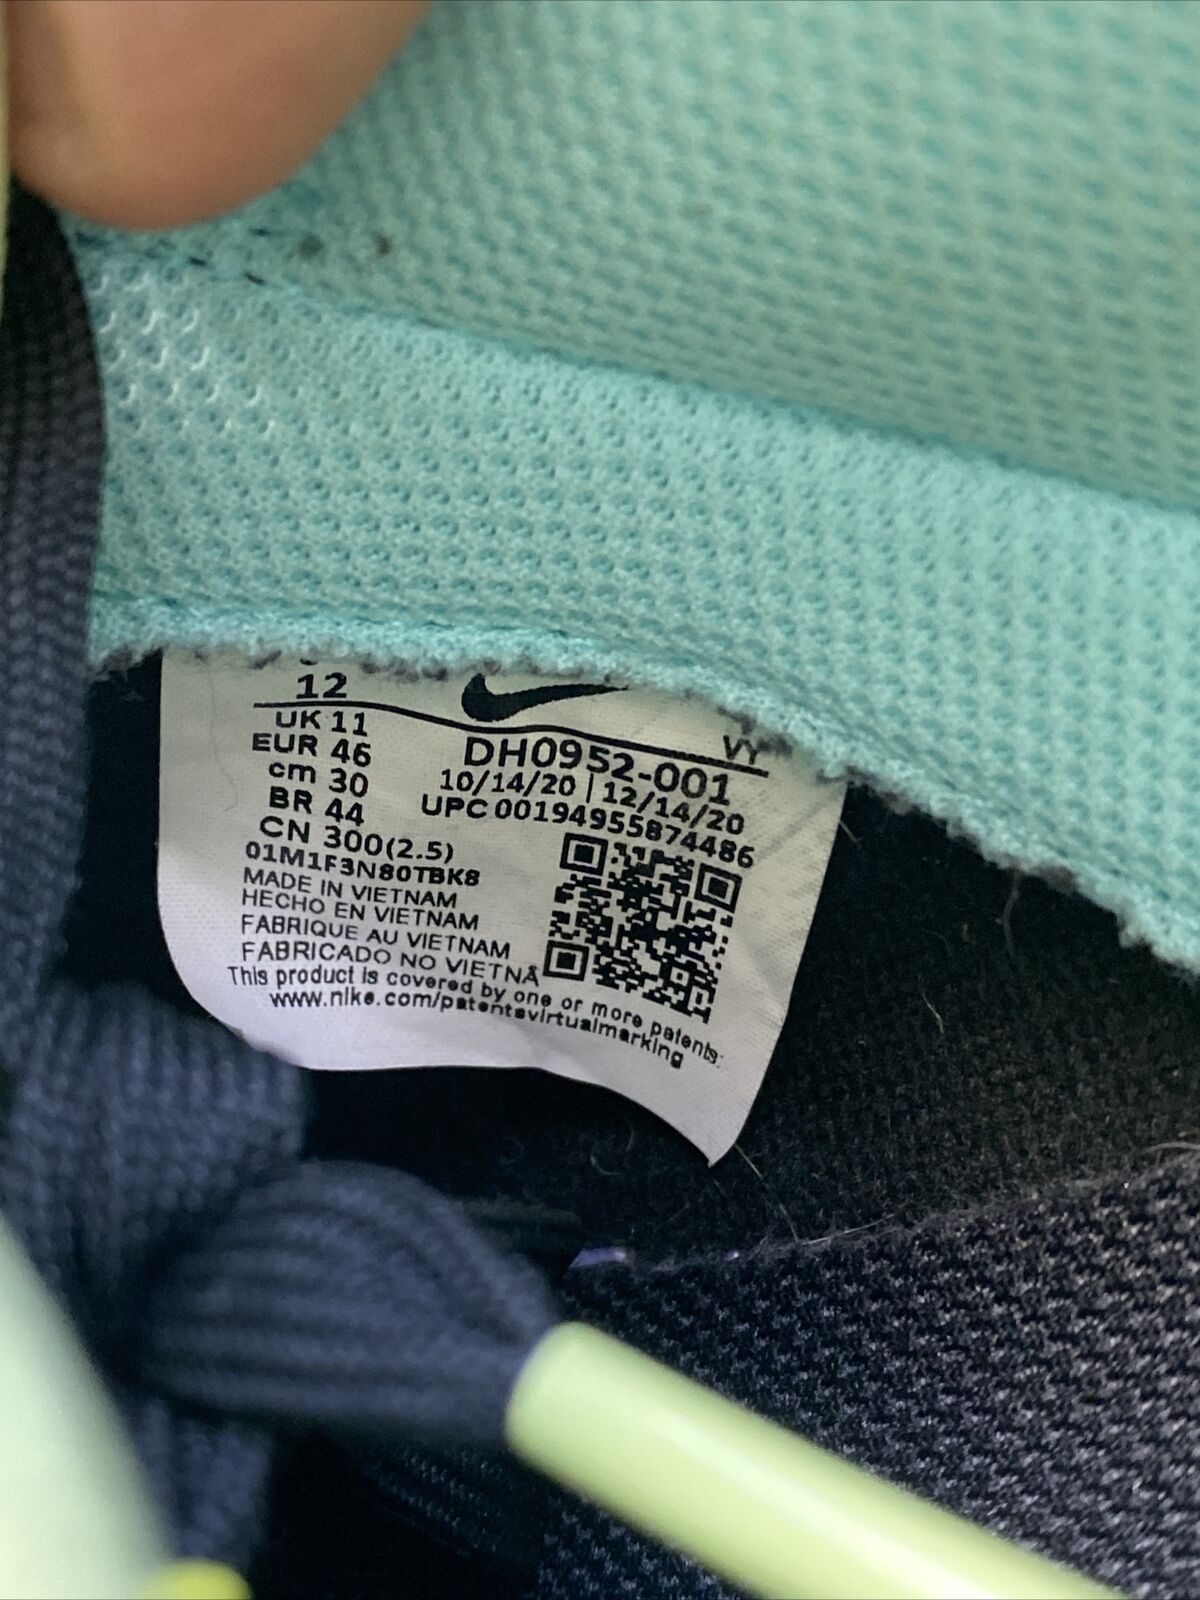 12
UK 11
EUR 46
cm 30
BR 44
CN 300(2.5)
VY
DH0952-001
10/14/20 | 12/14/20
UPC 00194955874486
01M1F3N80TBK8
MADE IN VIETNAM
HECHO EN VIETNAM
FABRIQUE AU VIETNAM
FABRICADO NO VIETNÃ
This product is covered by one or more patents:
www.nike.com/patentsvirtualmarking